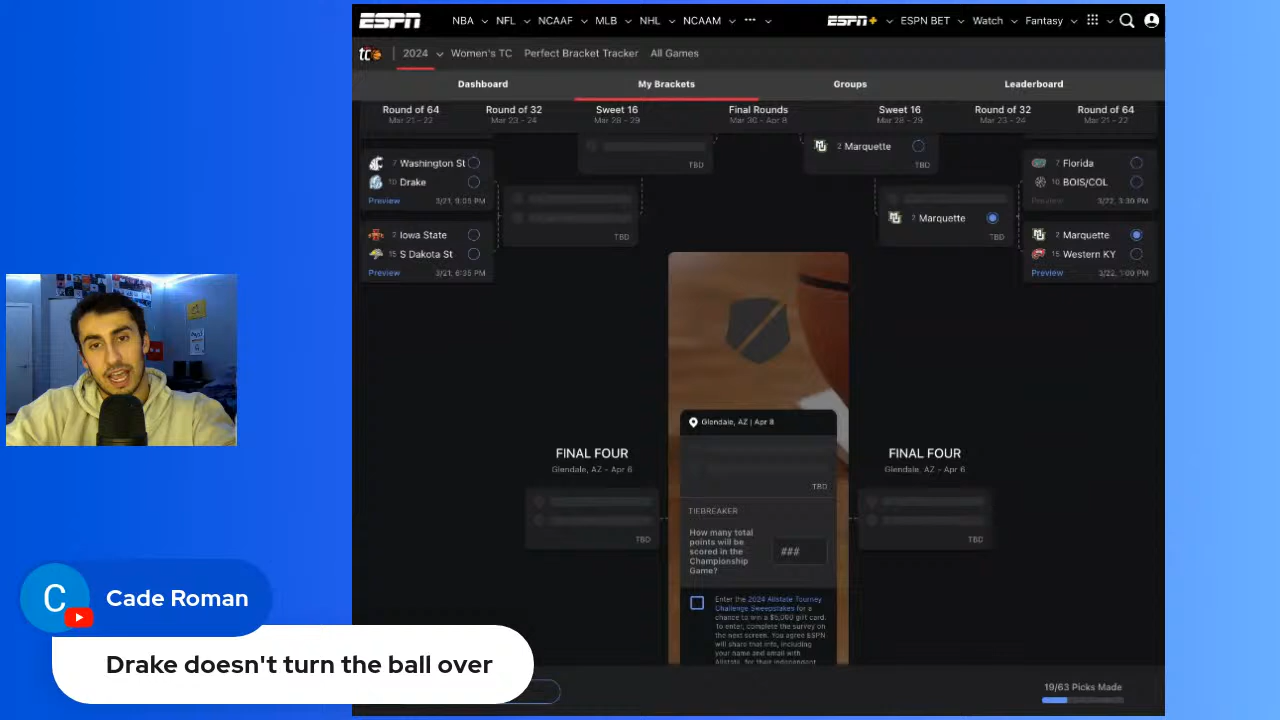 ESPN NBA NFL NCAAF MLB NHL NCAAM ESPN+ ESPN BET Watch Fantasy
tc 2024 Women's TC Perfect Bracket Tracker All Games
Dashboard My Brackets Groups Leaderboard
Round of 64 Round of 32 Sweet 16 Final Rounds Sweet 16 Round of 32 Round of 64
Mar 21 - 22 Mar 23 - 24 Mar 28 - 29 Mar 30 - Apr 8 Mar 28 - 29 Mar 23 - 24 Mar 21 - 22
2 Marquette
TBD TBD
7 Washington St 7 Florida
10 Drake 10 BOIS/COL
Preview 3/21, 9:05 PM Preview 3/22, 3:30 PM
2 Marquette
TBD TBD
2 Iowa State 2 Marquette
15 S Dakota St 15 Western KY
Preview 3/21, 6:35 PM Preview 3/22, 1:00 PM
Glendale, AZ | Apr 8
TBD
FINAL FOUR FINAL FOUR
Glendale, AZ - Apr 6 Glendale, AZ - Apr 6
TBD TBD
TIEBREAKER
How many total
points will be
scored in the
Championship
Game?
###
Enter the 2024 Allstate Tourney
Challenge Sweepstakes for a
chance to win a $5,000 gift card.
To enter, complete the survey on
the next screen. You agree ESPN
will share that info, including
your name and email with
Allstate, for their independent
19/63 Picks Made
C Cade Roman
Drake doesn't turn the ball over